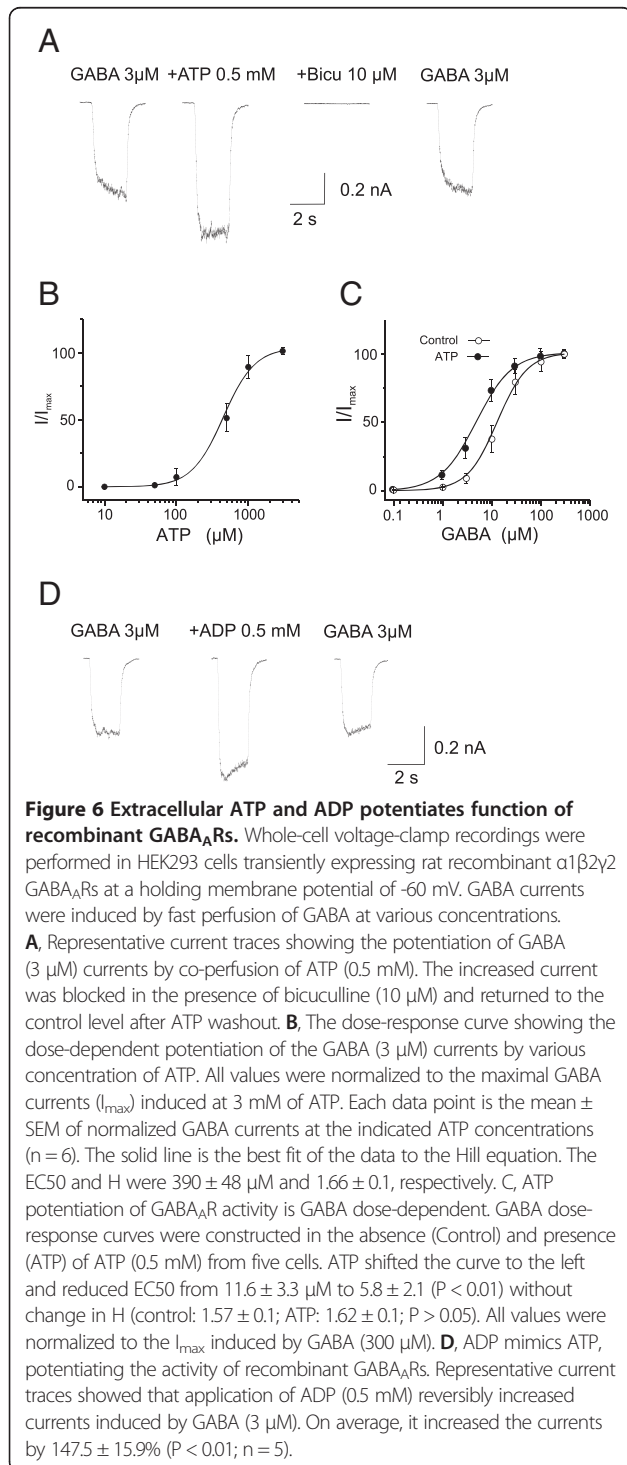 A
GABA 3µM +ATP 0.5 mM +Bicu 10 µM GABA 3µM
0.2 nA
2 s
B
C
I/Imax
100
50
0
10 100 1000
ATP (µM)
Control
ATP
I/Imax
100
50
0
0.1 1 10 100 1000
GABA (µM)
D
GABA 3µM +ADP 0.5 mM GABA 3µM
0.2 nA
2 s
Figure 6 Extracellular ATP and ADP potentiates function of
recombinant GABAARs. Whole-cell voltage-clamp recordings were
performed in HEK293 cells transiently expressing rat recombinant α1β2γ2
GABAARs at a holding membrane potential of -60 mV. GABA currents
were induced by fast perfusion of GABA at various concentrations.
A, Representative current traces showing the potentiation of GABA
(3 µM) currents by co-perfusion of ATP (0.5 mM). The increased current
was blocked in the presence of bicuculline (10 µM) and returned to the
control level after ATP washout. B, The dose-response curve showing the
dose-dependent potentiation of the GABA (3 µM) currents by various
concentration of ATP. All values were normalized to the maximal GABA
currents (Imax) induced at 3 mM of ATP. Each data point is the mean ±
SEM of normalized GABA currents at the indicated ATP concentrations
(n = 6). The solid line is the best fit of the data to the Hill equation. The
EC50 and H were 390 ± 48 µM and 1.66 ± 0.1, respectively. C, ATP
potentiation of GABAAR activity is GABA dose-dependent. GABA dose-
response curves were constructed in the absence (Control) and presence
(ATP) of ATP (0.5 mM) from five cells. ATP shifted the curve to the left
and reduced EC50 from 11.6 ± 3.3 µM to 5.8 ± 2.1 (P < 0.01) without
change in H (control: 1.57 ± 0.1; ATP: 1.62 ± 0.1; P > 0.05). All values were
normalized to the Imax induced by GABA (300 µM). D, ADP mimics ATP,
potentiating the activity of recombinant GABAARs. Representative current
traces showed that application of ADP (0.5 mM) reversibly increased
currents induced by GABA (3 µM). On average, it increased the currents
by 147.5 ± 15.9% (P < 0.01; n = 5).